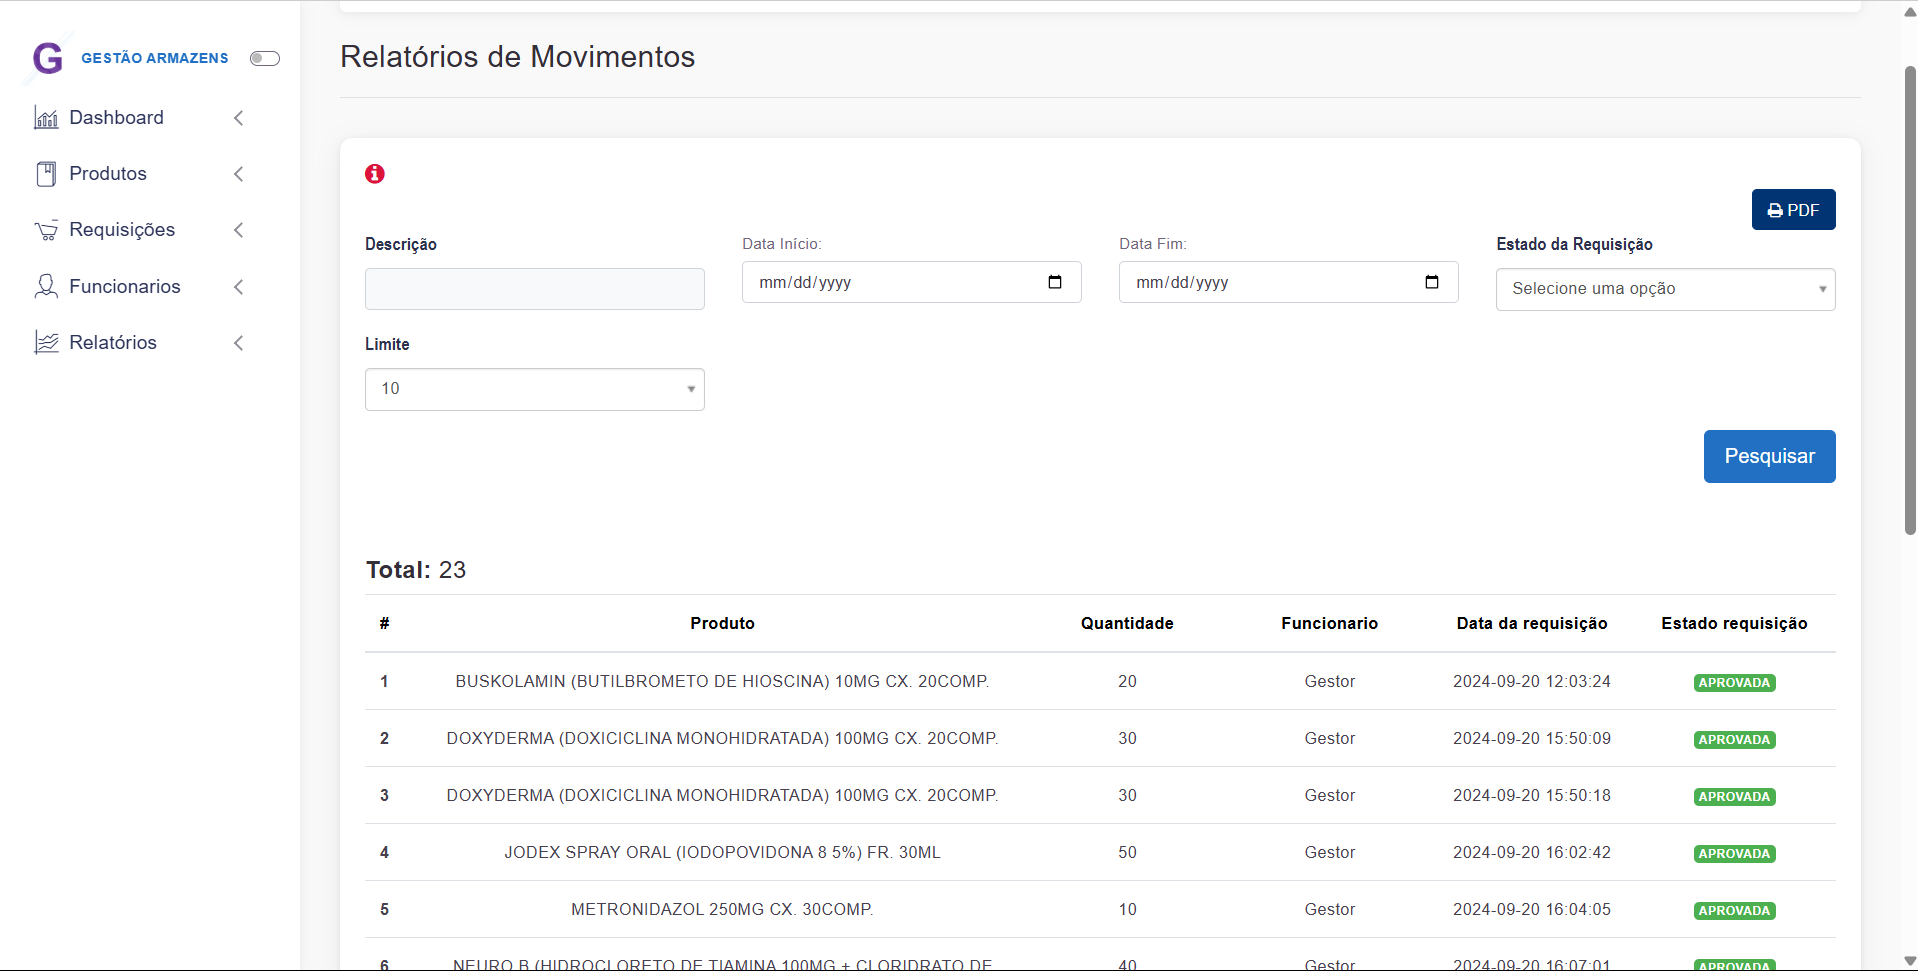 G GESTÃO ARMAZENS
Dashboard
Produtos
Requisições
Funcionarios
Relatórios
Relatórios de Movimentos
PDF
Descrição
Data Início:
mm/dd/yyyy
Data Fim:
mm/dd/yyyy
Estado da Requisição
Selecione uma opção
Limite
10
Pesquisar
Total: 23
# Produto Quantidade Funcionario Data da requisição Estado requisição
1 BUSKOLAMIN (BUTILBROMETO DE HIOSCINA) 10MG CX. 20COMP. 20 Gestor 2024-09-20 12:03:24 APROVADA
2 DOXYDERMA (DOXICICLINA MONOHIDRATADA) 100MG CX. 20COMP. 30 Gestor 2024-09-20 15:50:09 APROVADA
3 DOXYDERMA (DOXICICLINA MONOHIDRATADA) 100MG CX. 20COMP. 30 Gestor 2024-09-20 15:50:18 APROVADA
4 JODEX SPRAY ORAL (IODOPOVIDONA 8 5%) FR. 30ML 50 Gestor 2024-09-20 16:02:42 APROVADA
5 METRONIDAZOL 250MG CX. 30COMP. 10 Gestor 2024-09-20 16:04:05 APROVADA
6 NEURO B (HIDROCLORETO DE TIAMINA 100MG + CLORIDRATO DE 40 Gestor 2024-09-20 16:07:01 APROVADA